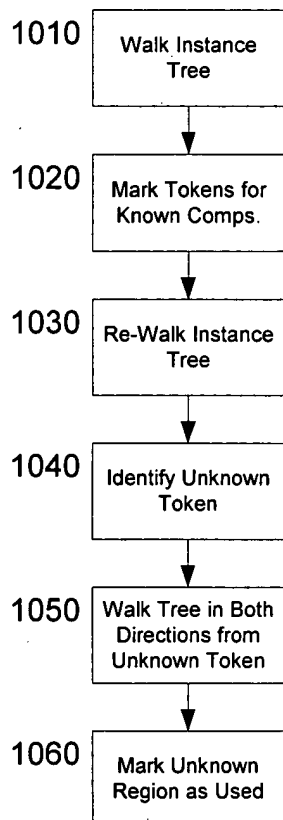 1010
Walk Instance
Tree
1020
Mark Tokens for
Known Comps.
1030
Re-Walk Instance
Tree
1040
Identify Unknown
Token
1050
Walk Tree in Both
Directions from
Unknown Token
1060
Mark Unknown
Region as Used